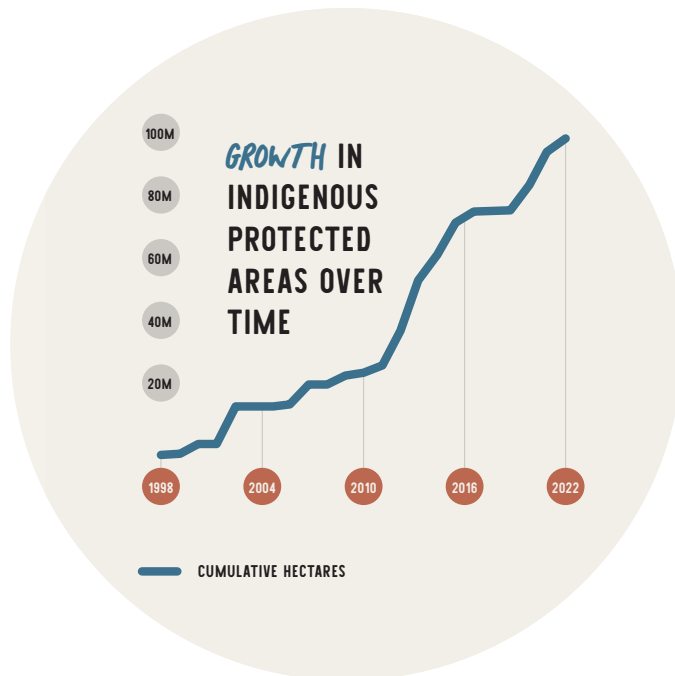 100M
GROWTH IN
80M
INDIGENOUS
PROTECTED
60M
AREAS OVER
40M
TIME
20M
1998 2004 2010 2016 2022
CUMULATIVE HECTARES